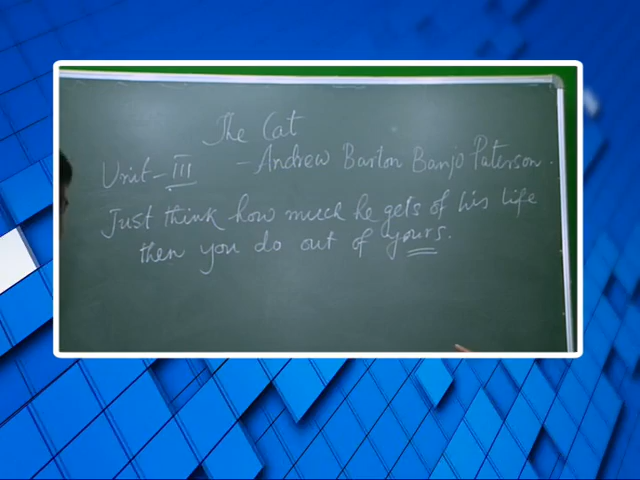 The Cat
Unit-III - Andrew Barton Banjo Paterson.
Just think how much he gets of his life
then you do out of yours.